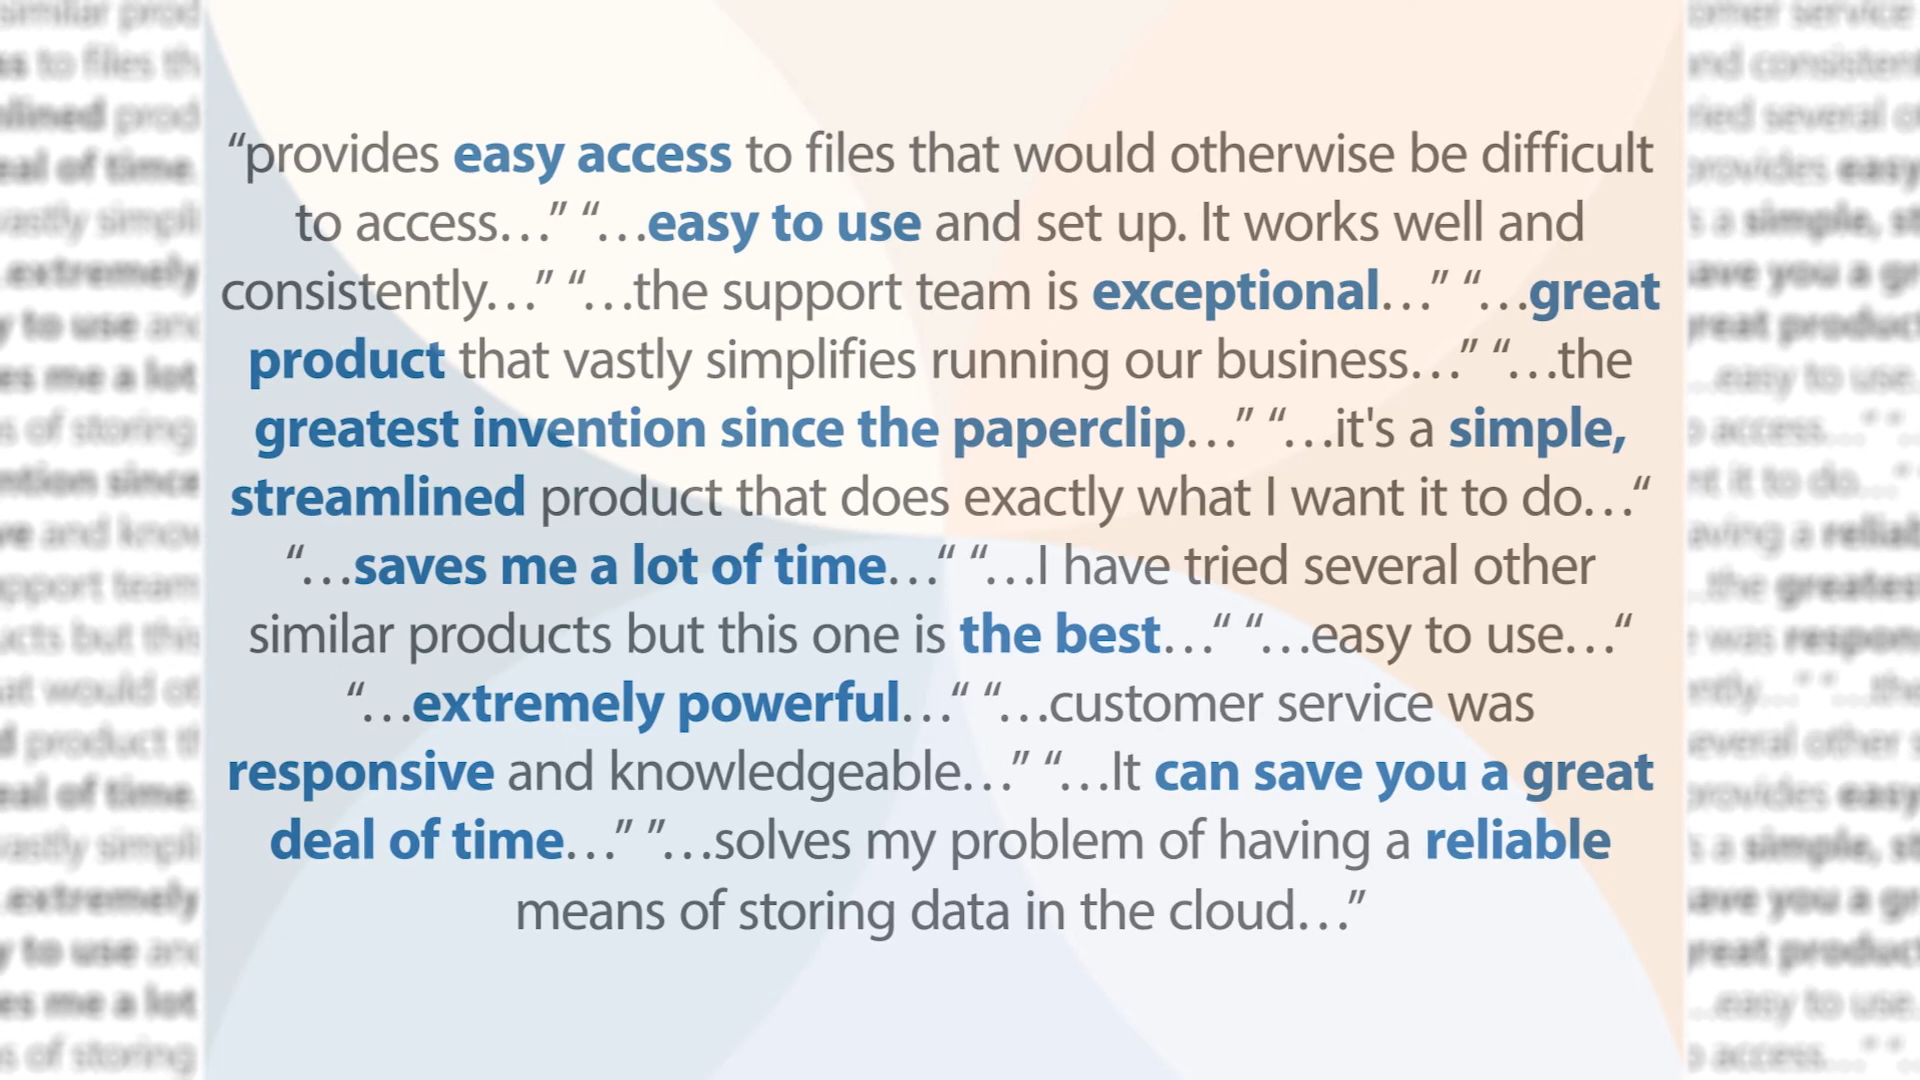 “provides easy access to files that would otherwise be difficult
to access…” “…easy to use and set up. It works well and
consistently…” “…the support team is exceptional…” “…great
product that vastly simplifies running our business…” “…the
greatest invention since the paperclip…” “…it's a simple,
streamlined product that does exactly what I want it to do…“
“…saves me a lot of time…“ “…I have tried several other
similar products but this one is the best…“ “…easy to use…“
“…extremely powerful…“ “…customer service was
responsive and knowledgeable…” “…It can save you a great
deal of time…” ”…solves my problem of having a reliable
means of storing data in the cloud…”